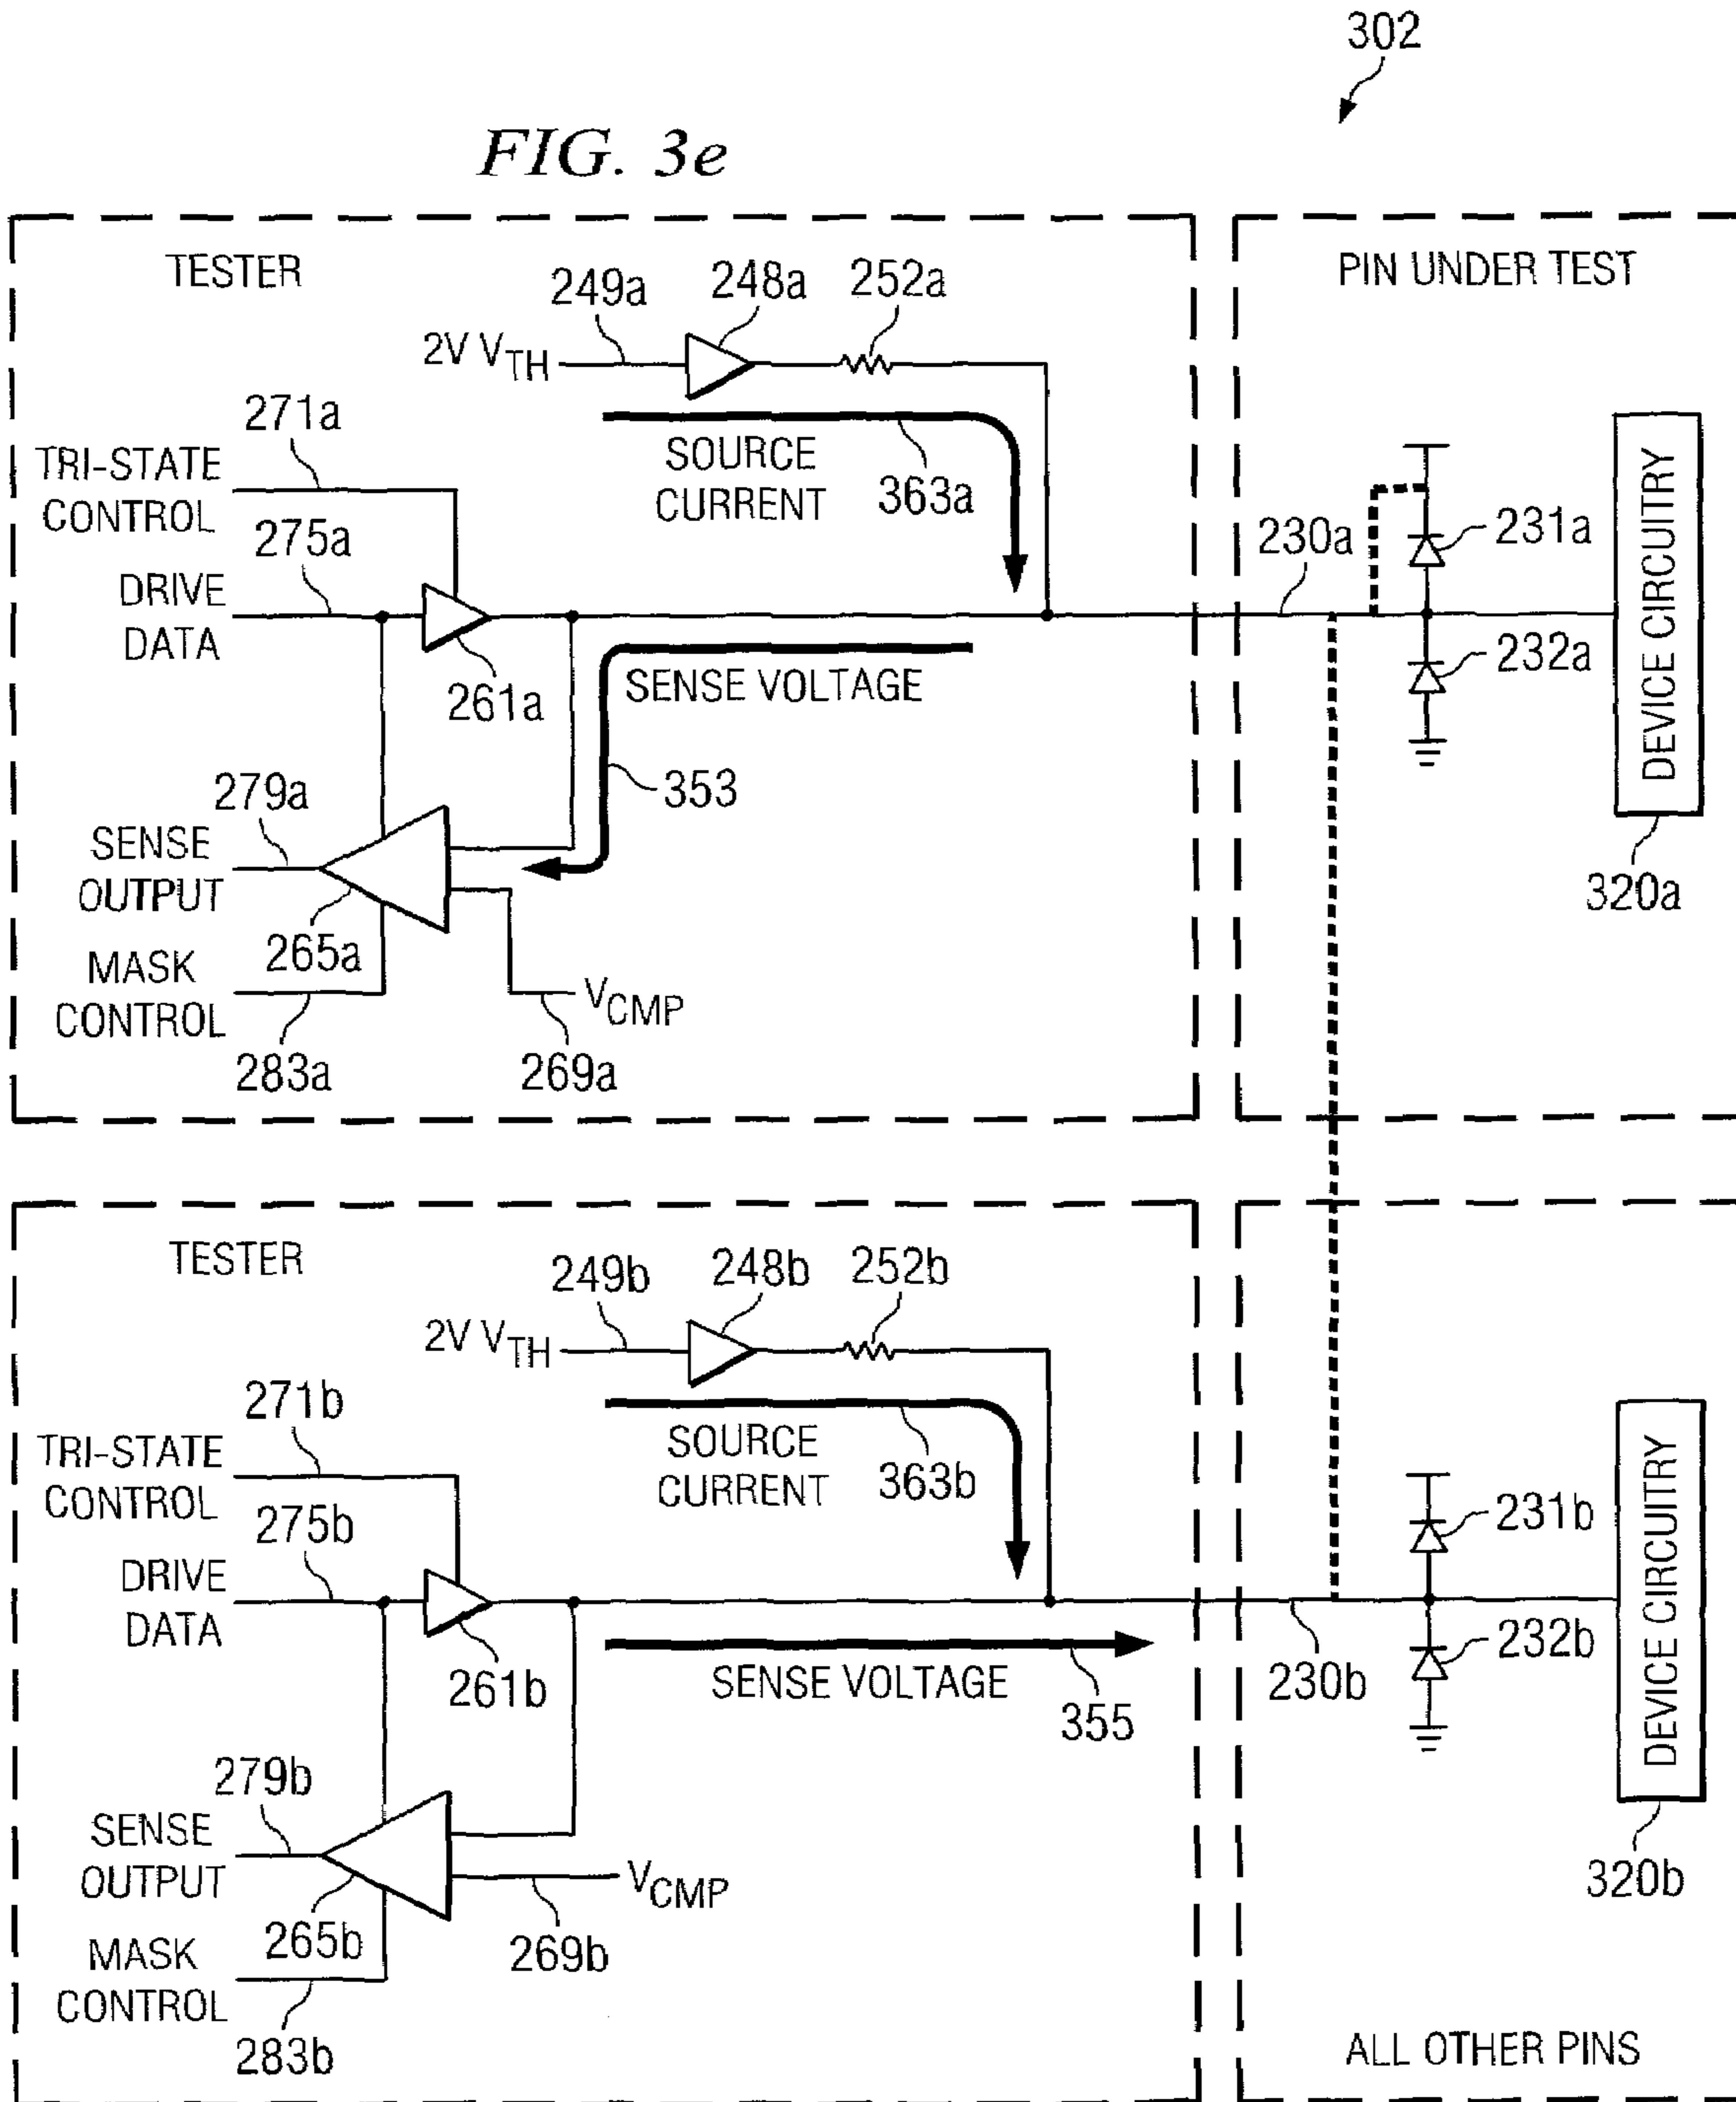 302
FIG. 3e
TESTER
PIN UNDER TEST
249a
248a
252a
2V VTH
271a
TRI-STATE
CONTROL
SOURCE
CURRENT
363a
275a
DRIVE
DATA
230a
231a
232a
DEVICE CIRCUITRY
261a
SENSE VOLTAGE
353
279a
SENSE
OUTPUT
320a
265a
MASK
CONTROL
VCMP
283a
269a
TESTER
249b
248b
252b
2V VTH
271b
TRI-STATE
CONTROL
SOURCE
CURRENT
363b
275b
DRIVE
DATA
231b
232b
DEVICE CIRCUITRY
261b
SENSE VOLTAGE
355
230b
279b
SENSE
OUTPUT
VCMP
320b
265b
269b
MASK
CONTROL
283b
ALL OTHER PINS